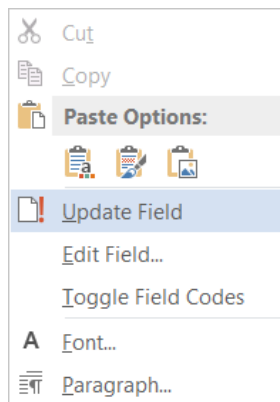 Cut
Copy
Paste Options:
Update Field
Edit Field...
Toggle Field Codes
Font...
Paragraph...